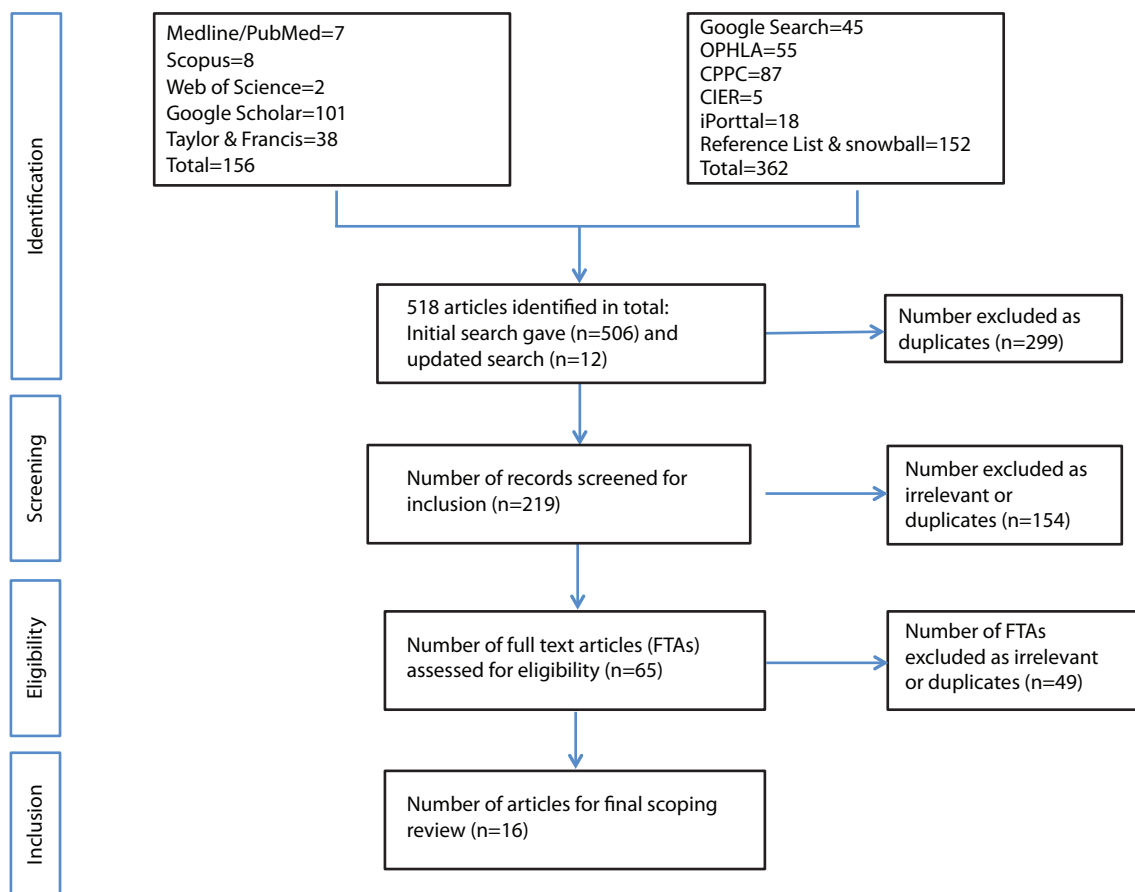 Identification
Medline/PubMed=7
Scopus=8
Web of Science=2
Google Scholar=101
Taylor & Francis=38
Total=156
Google Search=45
OPHLA=55
CPPC=87
CIER=5
iPorttal=18
Reference List & snowball=152
Total=362
518 articles identified in total:
Initial search gave (n=506) and
updated search (n=12)
Number excluded as
duplicates (n=299)
Screening
Number of records screened for
inclusion (n=219)
Number excluded as
irrelevant or
duplicates (n=154)
Eligibility
Number of full text articles (FTAs)
assessed for eligibility (n=65)
Number of FTAs
excluded as irrelevant
or duplicates (n=49)
Inclusion
Number of articles for final scoping
review (n=16)